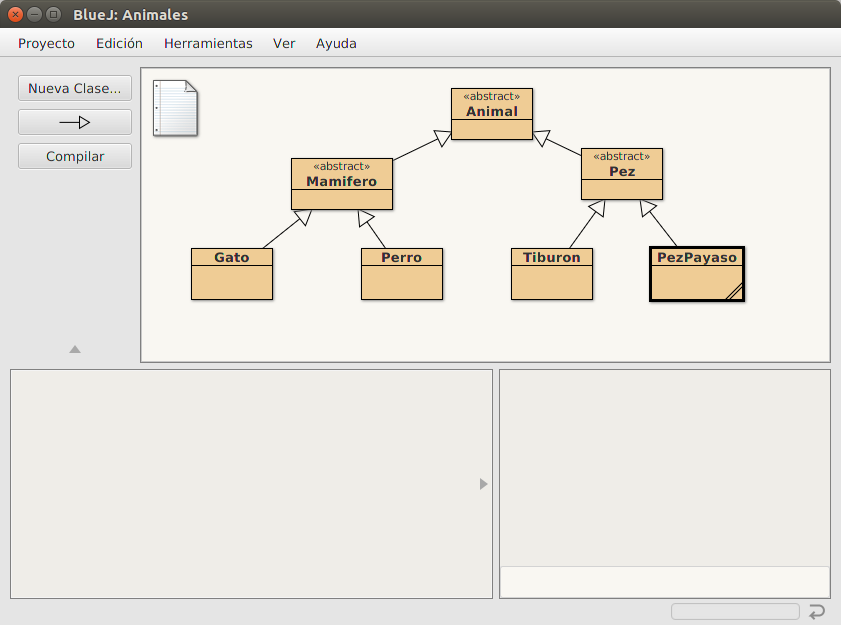 BlueJ: Animales
Proyecto Edición Herramientas Ver Ayuda
Nueva Clase...
Compilar
«abstract»
Animal
«abstract»
Mamifero
«abstract»
Pez
Gato
Perro
Tiburon
PezPayaso